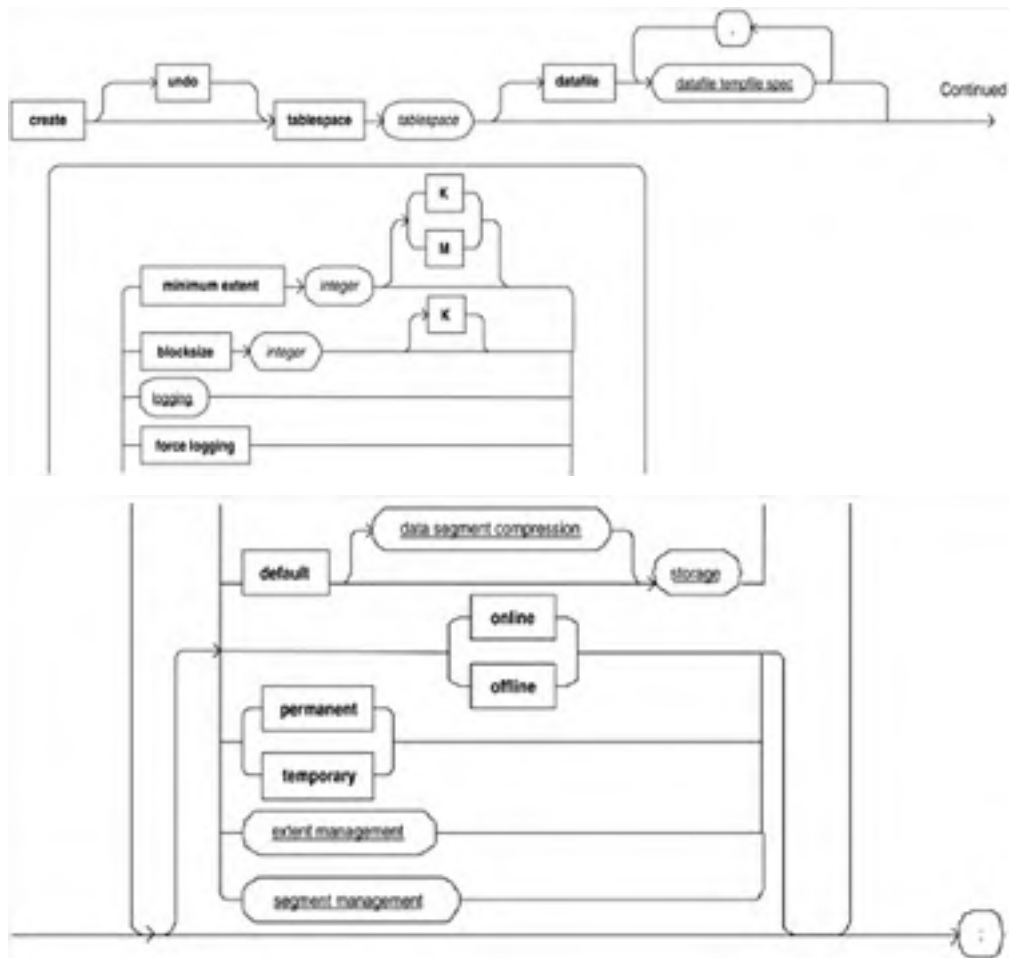 ,
undo
datafile
datafile tempfile spec
Continued
create
tablespace
tablespace
K
M
minimum extent
integer
K
blocksize
integer
logging
force logging
data segment compression
default
storage
online
offline
permanent
temporary
extent management
segment management
;